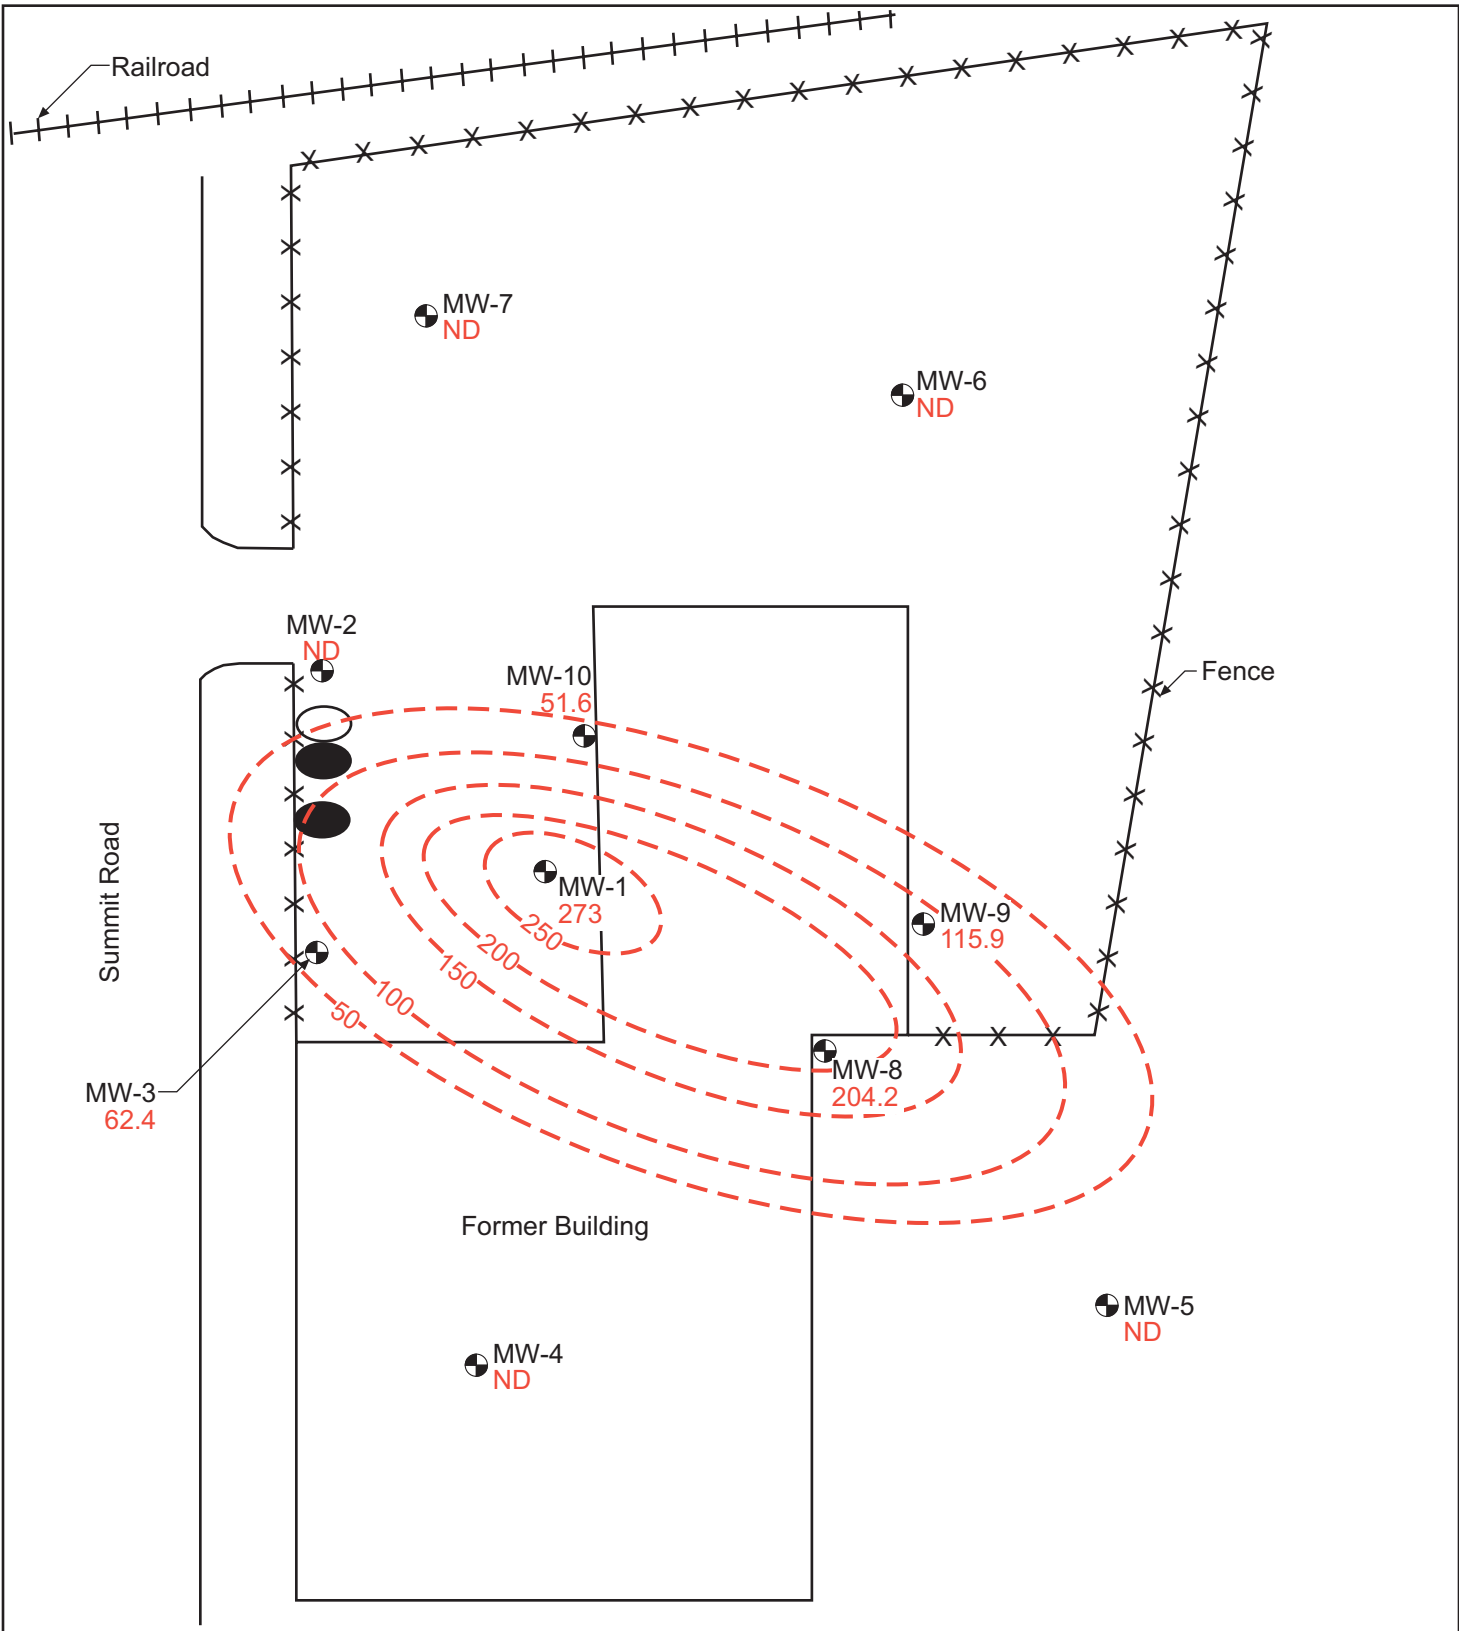 Railroad
MW-7
ND
MW-6
ND
MW-2
ND
Fence
MW-10
51.6
MW-1
273
MW-9
115.9
250
200
150
100
50
Summit Road
MW-8
204.2
MW-3
62.4
Former Building
MW-5
ND
MW-4
ND